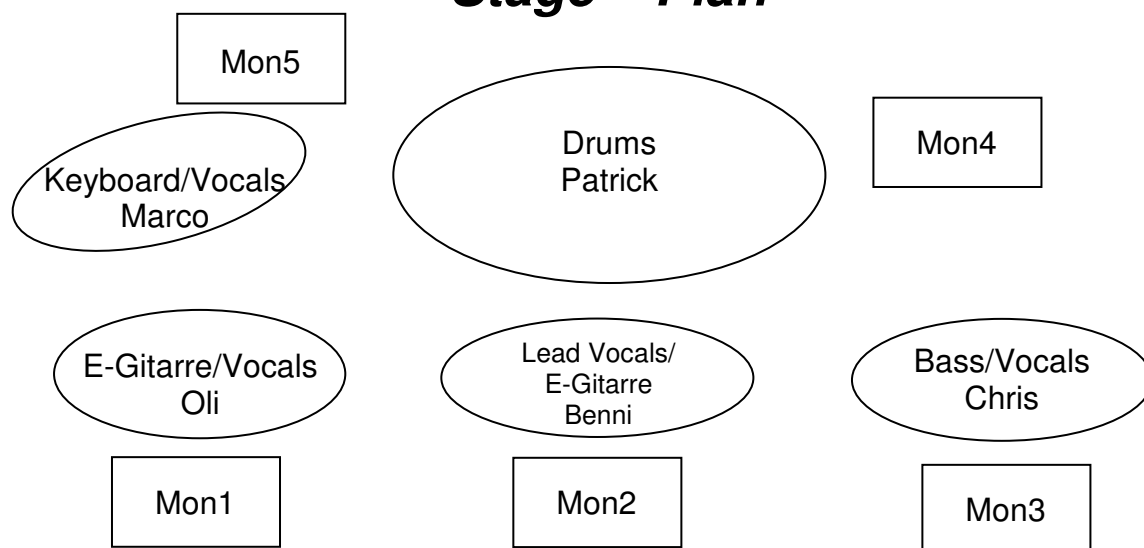 Stage - Plan
Mon5
Drums
Patrick
Mon4
Keyboard/Vocals
Marco
E-Gitarre/Vocals
Oli
Lead Vocals/
E-Gitarre
Benni
Bass/Vocals
Chris
Mon1
Mon2
Mon3